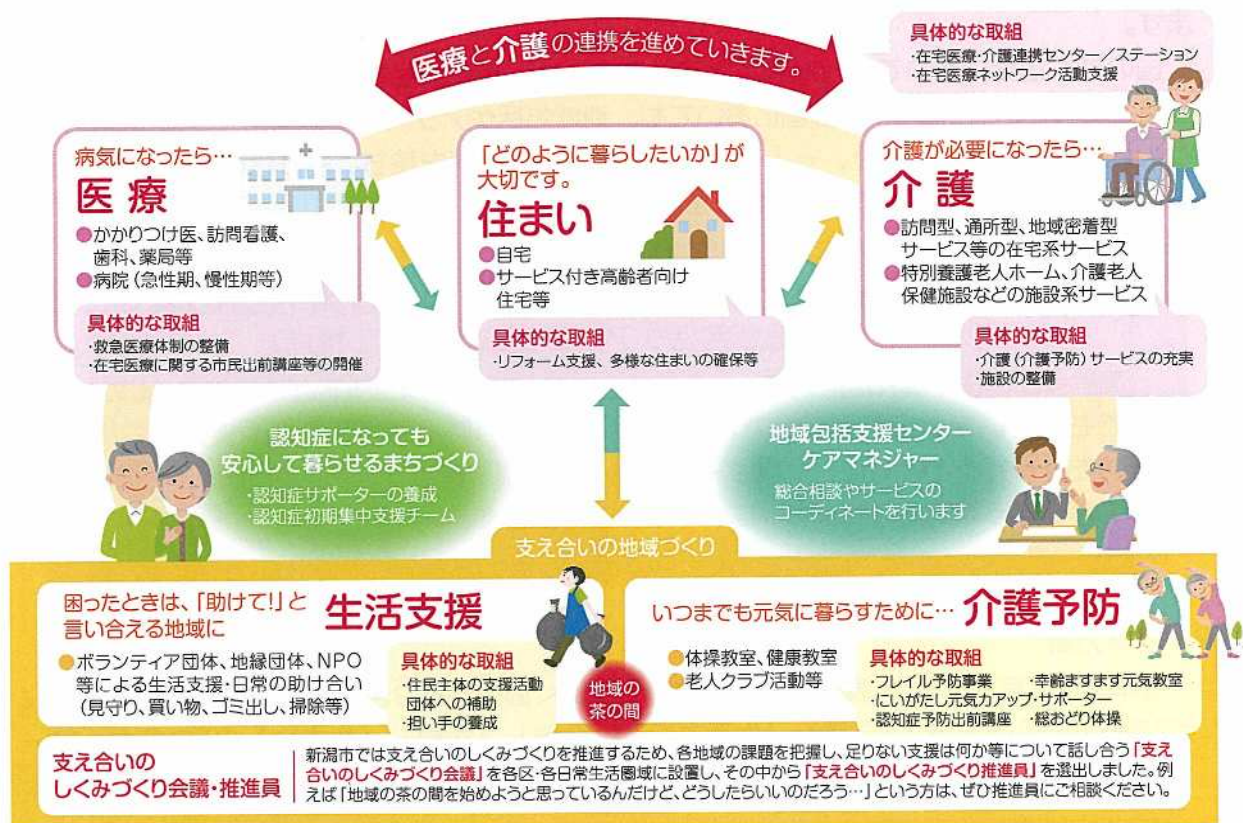 医療と介護の連携を進めていきます。
具体的な取組
・在宅医療・介護連携センター／ステーション
・在宅医療ネットワーク活動支援
病気になったら…
医療
●かかりつけ医、訪問看護、
歯科、薬局等
●病院（急性期、慢性期等）
具体的な取組
・救急医療体制の整備
・在宅医療に関する市民出前講座等の開催
「どのように暮らしたいか」が
大切です。
住まい
●自宅
●サービス付き高齢者向け
住宅等
具体的な取組
・リフォーム支援、多様な住まいの確保等
介護が必要になったら…
介護
●訪問型、通所型、地域密着型
サービス等の在宅系サービス
●特別養護老人ホーム、介護老人
保健施設などの施設系サービス
具体的な取組
・介護（介護予防）サービスの充実
・施設の整備
認知症になっても
安心して暮らせるまちづくり
・認知症サポーターの養成
・認知症初期集中支援チーム
地域包括支援センター
ケアマネジャー
総合相談やサービスの
コーディネートを行います
支え合いの地域づくり
困ったときは、「助けて!」と
言い合える地域に
生活支援
●ボランティア団体、地縁団体、NPO
等による生活支援・日常の助け合い
（見守り、買い物、ゴミ出し、掃除等）
具体的な取組
・住民主体の支援活動
団体への補助
・担い手の養成
地域の
茶の間
いつまでも元気に暮らすために…
介護予防
●体操教室、健康教室
●老人クラブ活動等
具体的な取組
・フレイル予防事業 ・幸齢ますます元気教室
・にいがたし元気力アップ・サポーター
・認知症予防出前講座 ・総おどり体操
支え合いの
しくみづくり会議・推進員
新潟市では支え合いのしくみづくりを推進するため、各地域の課題を把握し、足りない支援は何か等について話し合う「支え
合いのしくみづくり会議」を各区・各日常生活圏域に設置し、その中から「支え合いのしくみづくり推進員」を選出しました。例
えば「地域の茶の間を始めようと思っているんだけど、どうしたらいいのだろう…」という方は、ぜひ推進員にご相談ください。